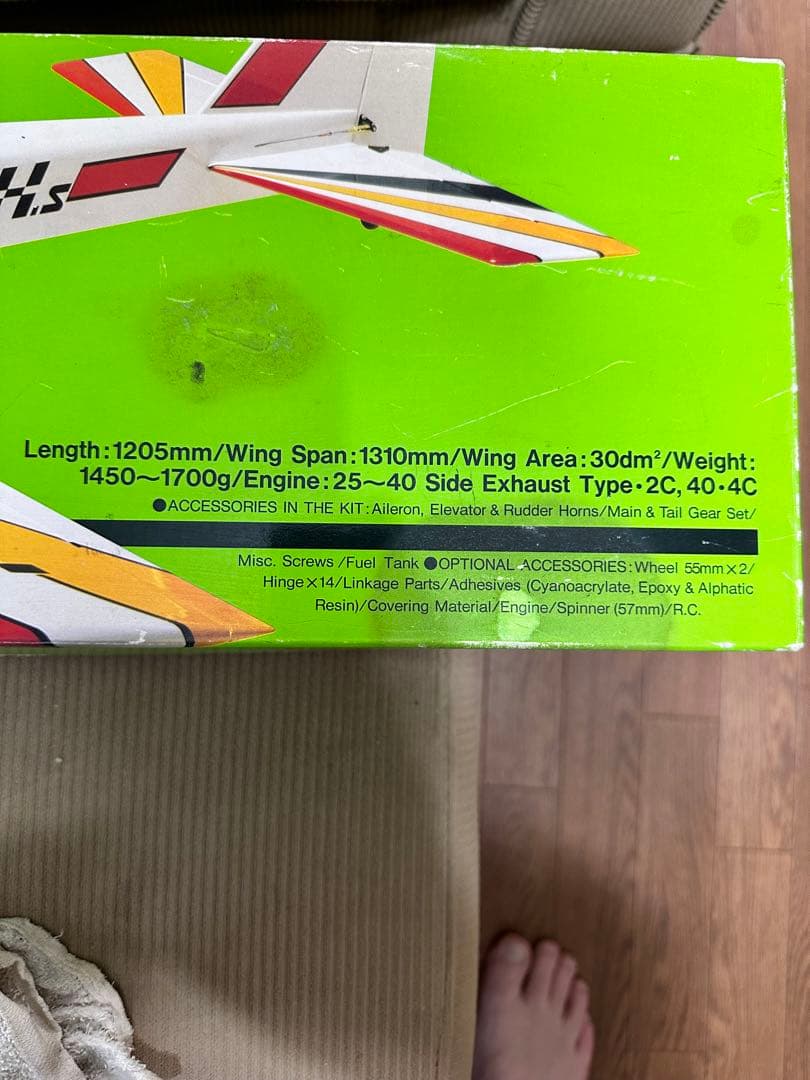 H.S
Length:1205mm/Wing Span:1310mm/Wing Area:30dm²/Weight:
1450〜1700g/Engine:25〜40 Side Exhaust Type・2C, 40・4C
●ACCESSORIES IN THE KIT:Aileron, Elevator & Rudder Horns/Main & Tail Gear Set/
Misc. Screws /Fuel Tank ●OPTIONAL ACCESSORIES:Wheel 55mm×2/
Hinge×14/Linkage Parts/Adhesives (Cyanoacrylate, Epoxy & Alphatic
Resin)/Covering Material/Engine/Spinner (57mm)/R.C.